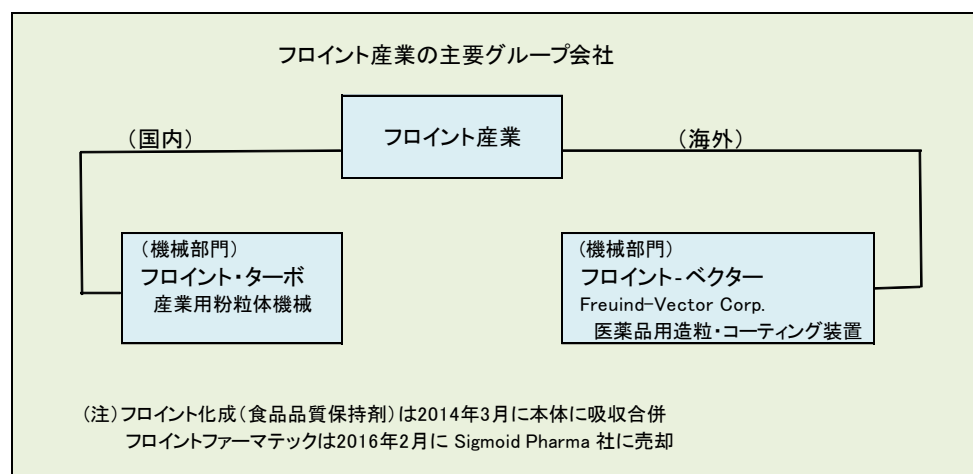 フロイント産業の主要グループ会社
フロイント産業
（国内）
（海外）
（機械部門）
フロイント・ターボ
産業用粉粒体機械
（機械部門）
フロイント-ベクター
Freuind-Vector Corp.
医薬品用造粒・コーティング装置
（注）フロイント化成（食品品質保持剤）は2014年3月に本体に吸収合併
フロイントファーマテックは2016年2月に Sigmoid Pharma 社に売却